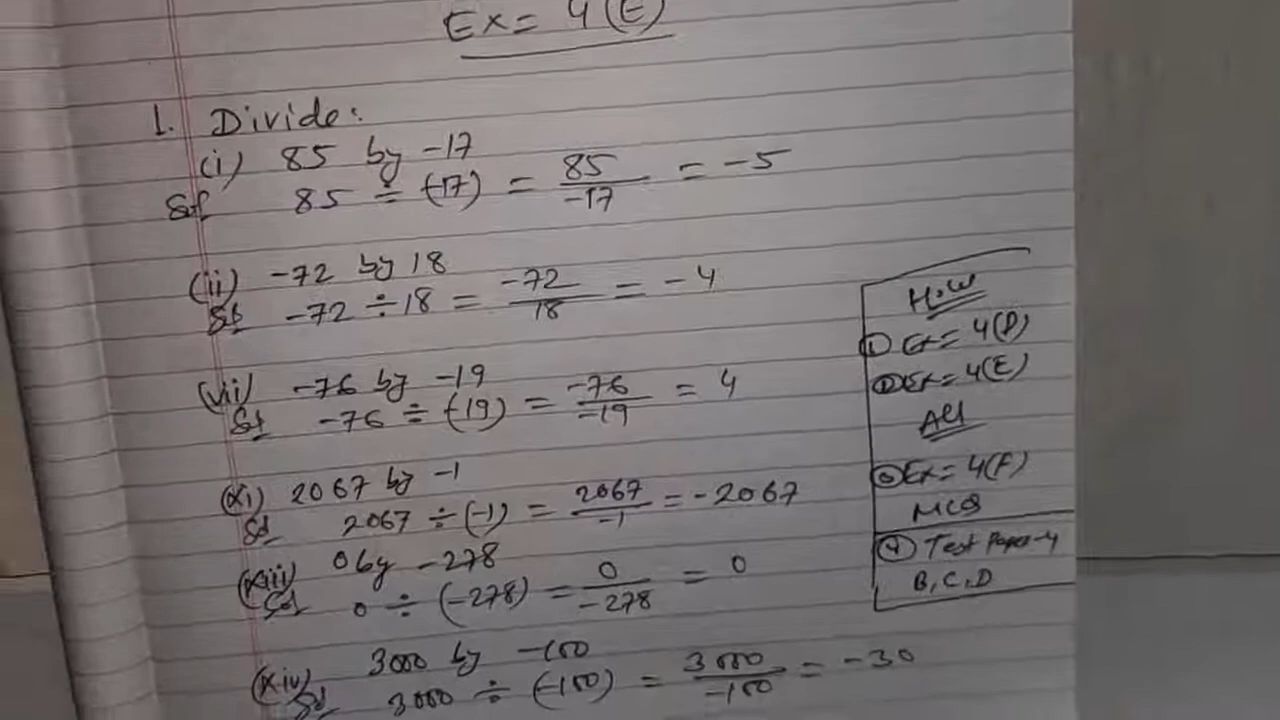 Ex= 4(E)
1. Divide:
(i) 85 by -17
Sol 85 ÷ (-17) = 85/-17 = -5
(ii) -72 by 18
Sol -72 ÷ 18 = -72/18 = -4
(vii) -76 by -19
Sol -76 ÷ (-19) = -76/-19 = 4
(xi) 2067 by -1
Sol 2067 ÷ (-1) = 2067/-1 = -2067
(xiii) 0 by -278
Sol 0 ÷ (-278) = 0/-278 = 0
(xiv) 3000 by -100
Sol 3000 ÷ (-100) = 3000/-100 = -30
H.W
① Ex= 4(D)
② Ex= 4(E)
All
③ Ex= 4(F)
MCQ
④ Test Paper-4
B, C, D